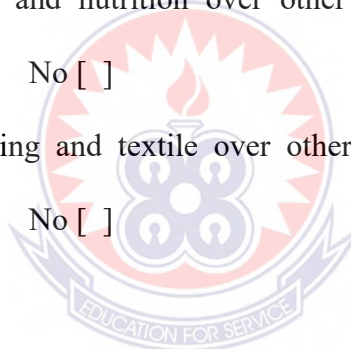 and nutrition over other
No [ ]
ing and textile over other
No [ ]
EDUCATION FOR SERVICE